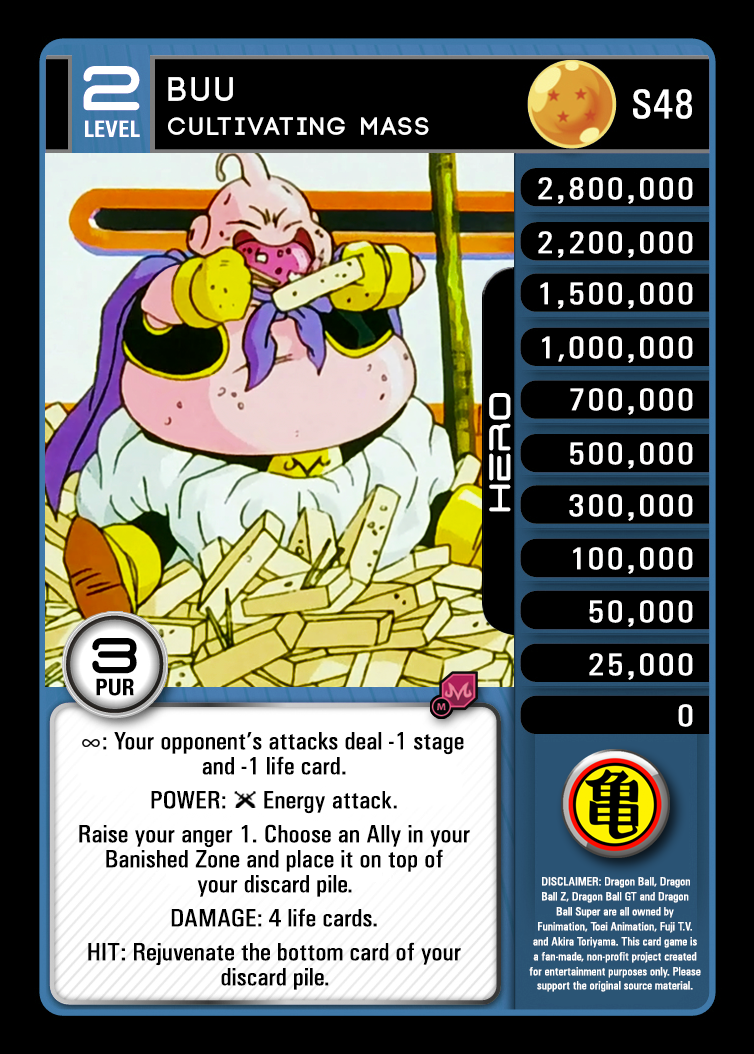 2
LEVEL
BUU
CULTIVATING MASS
S48
2,800,000
2,200,000
1,500,000
1,000,000
700,000
500,000
300,000
100,000
50,000
25,000
0
HERO
3
PUR
M
∞: Your opponent's attacks deal -1 stage
and -1 life card.
POWER: Energy attack.
Raise your anger 1. Choose an Ally in your
Banished Zone and place it on top of
your discard pile.
DAMAGE: 4 life cards.
HIT: Rejuvenate the bottom card of your
discard pile.
亀
DISCLAIMER: Dragon Ball, Dragon
Ball Z, Dragon Ball GT and Dragon
Ball Super are all owned by
Funimation, Toei Animation, Fuji T.V.
and Akira Toriyama. This card game is
a fan-made, non-profit project created
for entertainment purposes only. Please
support the original source material.